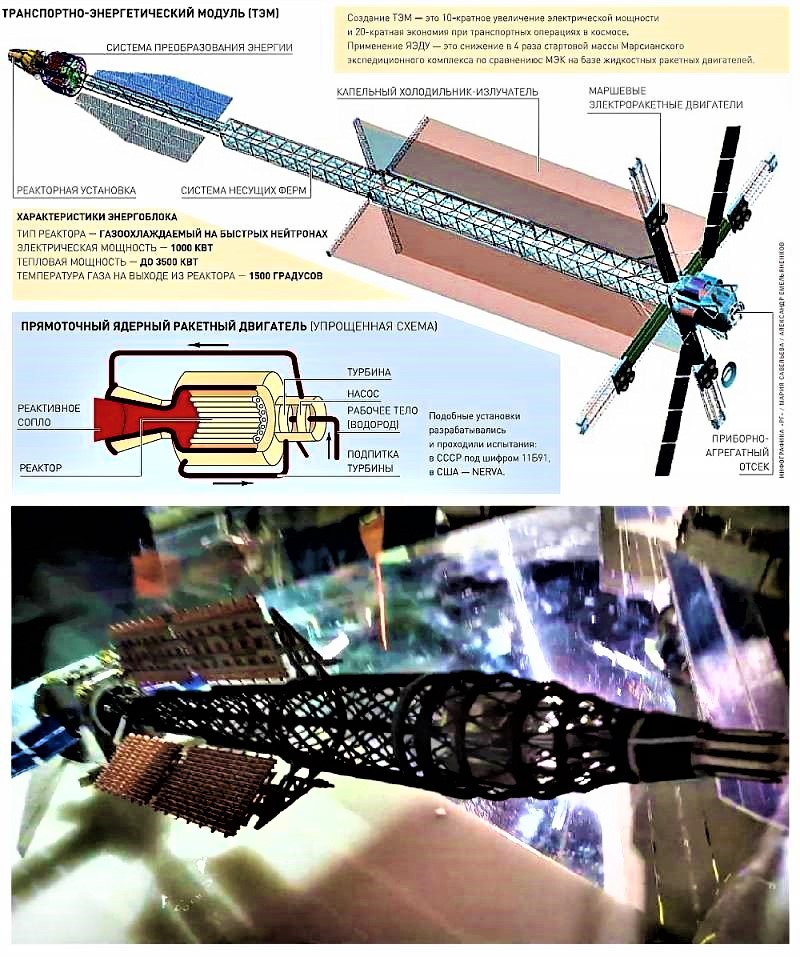 ТРАНСПОРТНО-ЭНЕРГЕТИЧЕСКИЙ МОДУЛЬ (ТЭМ)
Создание ТЭМ — это 10-кратное увеличение электрической мощности
и 20-кратная экономия при транспортных операциях в космосе.
Применение ЯЭДУ — это снижение в 4 раза стартовой массы Марсианского
экспедиционного комплекса по сравнениюс МЭК на базе жидкостных ракетных двигателей.
СИСТЕМА ПРЕОБРАЗОВАНИЯ ЭНЕРГИИ
КАПЕЛЬНЫЙ ХОЛОДИЛЬНИК-ИЗЛУЧАТЕЛЬ
МАРШЕВЫЕ
ЭЛЕКТРОРАКЕТНЫЕ ДВИГАТЕЛИ
РЕАКТОРНАЯ УСТАНОВКА
СИСТЕМА НЕСУЩИХ ФЕРМ
ХАРАКТЕРИСТИКИ ЭНЕРГОБЛОКА
ТИП РЕАКТОРА — ГАЗООХЛАЖДАЕМЫЙ НА БЫСТРЫХ НЕЙТРОНАХ
ЭЛЕКТРИЧЕСКАЯ МОЩНОСТЬ — 1000 КВТ
ТЕПЛОВАЯ МОЩНОСТЬ — ДО 3500 КВТ
ТЕМПЕРАТУРА ГАЗА НА ВЫХОДЕ ИЗ РЕАКТОРА — 1500 ГРАДУСОВ
ПРЯМОТОЧНЫЙ ЯДЕРНЫЙ РАКЕТНЫЙ ДВИГАТЕЛЬ (УПРОЩЕННАЯ СХЕМА)
ТУРБИНА
НАСОС
РАБОЧЕЕ ТЕЛО
(ВОДОРОД)
ПОДПИТКА
ТУРБИНЫ
РЕАКТИВНОЕ
СОПЛО
РЕАКТОР
Подобные установки
разрабатывались
и проходили испытания:
в СССР под шифром 11Б91,
в США — NERVA.
ПРИБОРНО-
АГРЕГАТНЫЙ
ОТСЕК
ИНФОГРАФИКА «РГ» / МАРИЯ САВЕЛЬЕВА / АЛЕКСАНДР ЕМЕЛЬЯНЕНКОВ